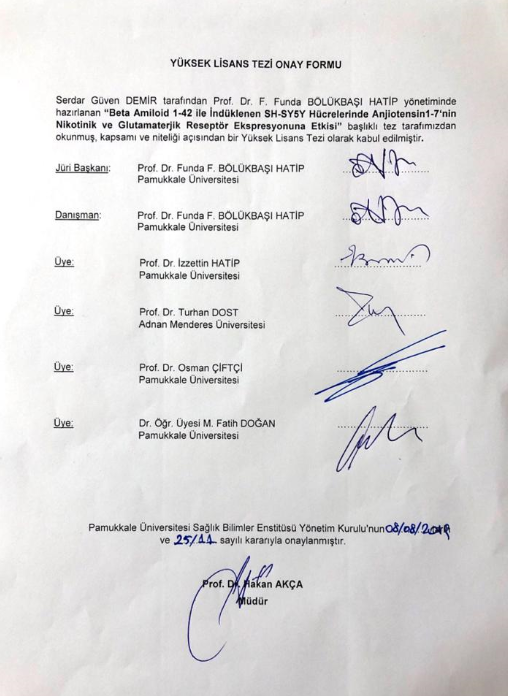 YÜKSEK LİSANS TEZİ ONAY FORMU
Serdar Güven DEMİR tarafından Prof. Dr. F. Funda BÖLÜKBAŞI HATİP yönetiminde
hazırlanan "Beta Amiloid 1-42 ile İndüklenen SH-SY5Y Hücrelerinde Anjiotensin1-7'nin
Nikotinik ve Glutamaterjik Reseptör Ekspresyonuna Etkisi" başlıklı tez tarafımızdan
okunmuş, kapsamı ve niteliği açısından bir Yüksek Lisans Tezi olarak kabul edilmiştir.
Jüri Başkanı: Prof. Dr. Funda F. BÖLÜKBAŞI HATİP
Pamukkale Üniversitesi
Danışman: Prof. Dr. Funda F. BÖLÜKBAŞI HATİP
Pamukkale Üniversitesi
Üye: Prof. Dr. İzzettin HATİP
Pamukkale Üniversitesi
Üye: Prof. Dr. Turhan DOST
Adnan Menderes Üniversitesi
Üye: Prof. Dr. Osman ÇİFTÇİ
Pamukkale Üniversitesi
Üye: Dr. Öğr. Üyesi M. Fatih DOĞAN
Pamukkale Üniversitesi
Pamukkale Üniversitesi Sağlık Bilimler Enstitüsü Yönetim Kurulu'nun 08/08/2019
ve 25/11 sayılı kararıyla onaylanmıştır.
Prof. Dr. Hakan AKÇA
Müdür